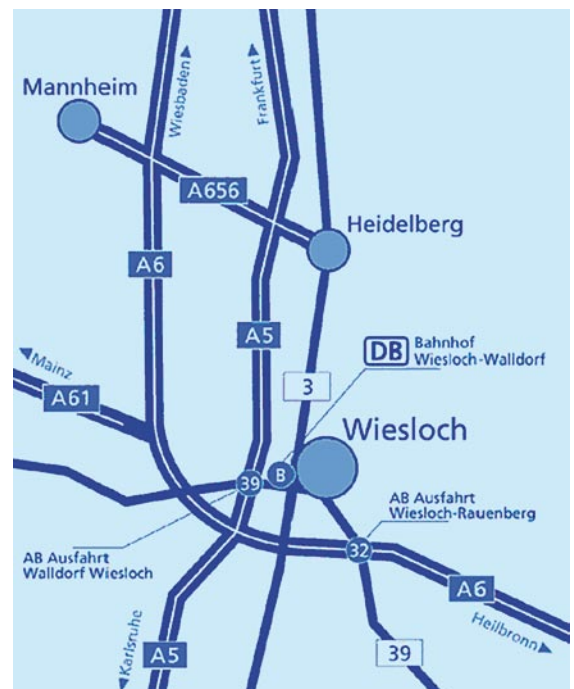 Wiesbaden
Frankfurt
Mannheim
A656
Heidelberg
A6
A5
DB
Bahnhof
Wiesloch-Walldorf
Mainz
3
A61
Wiesloch
39
B
AB Ausfahrt
Wiesloch-Rauenberg
32
AB Ausfahrt
Walldorf Wiesloch
A6
Heilbronn
Karlsruhe
A5
39